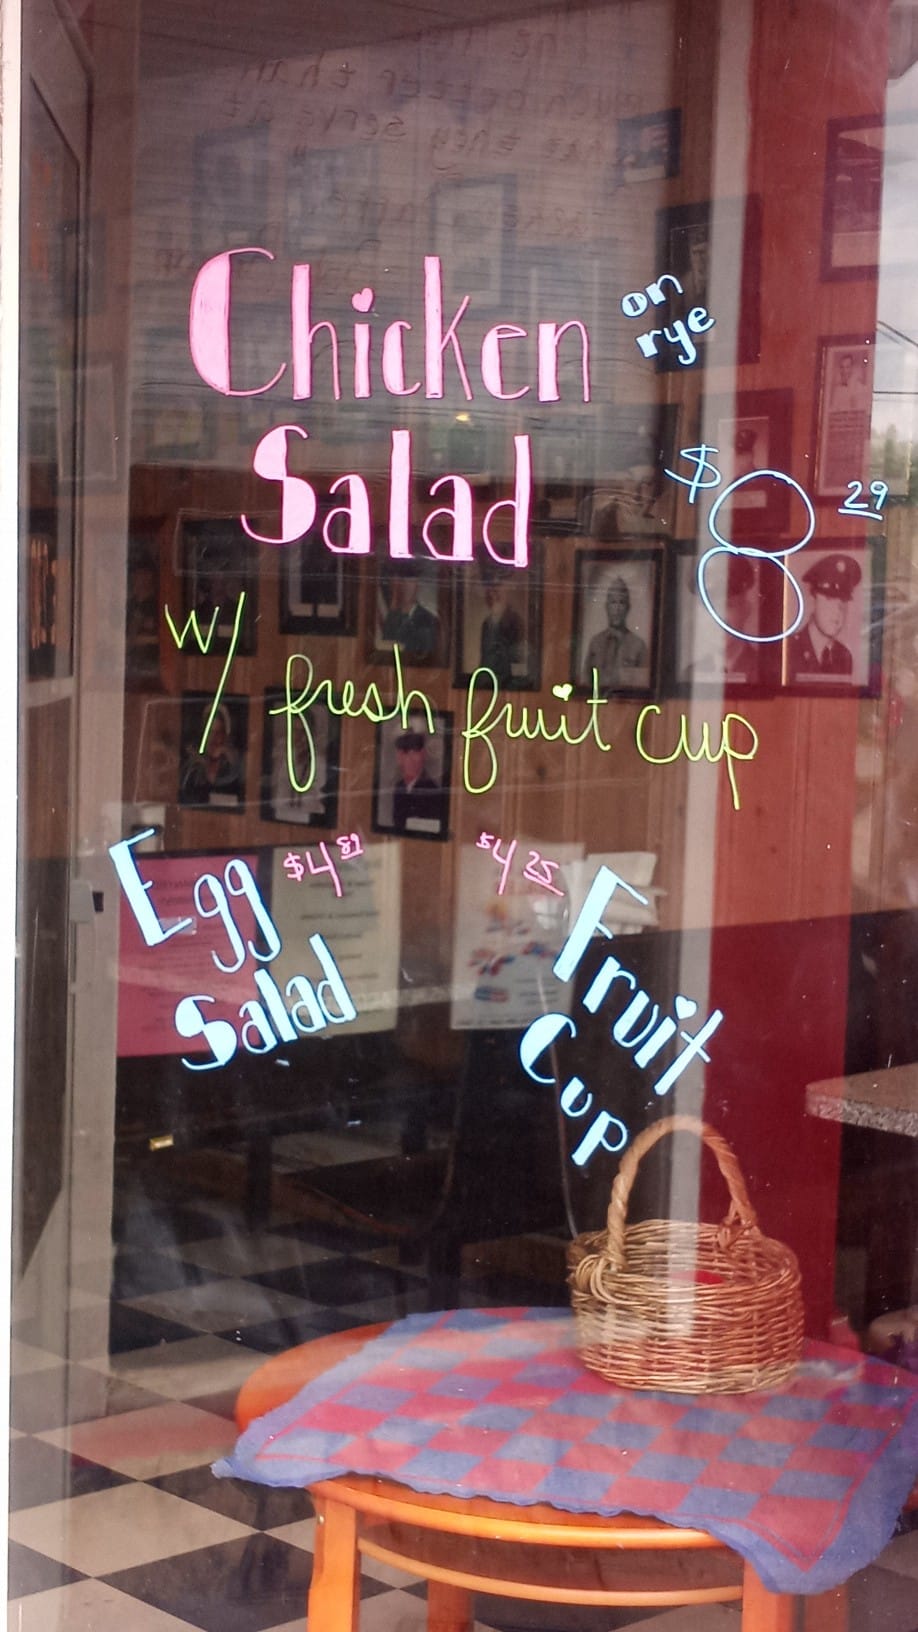 Chicken on
rye
Salad
$8 29
w/ fresh fruit cup
Egg $4 89
Salad
$4 25
Fruit
Cup